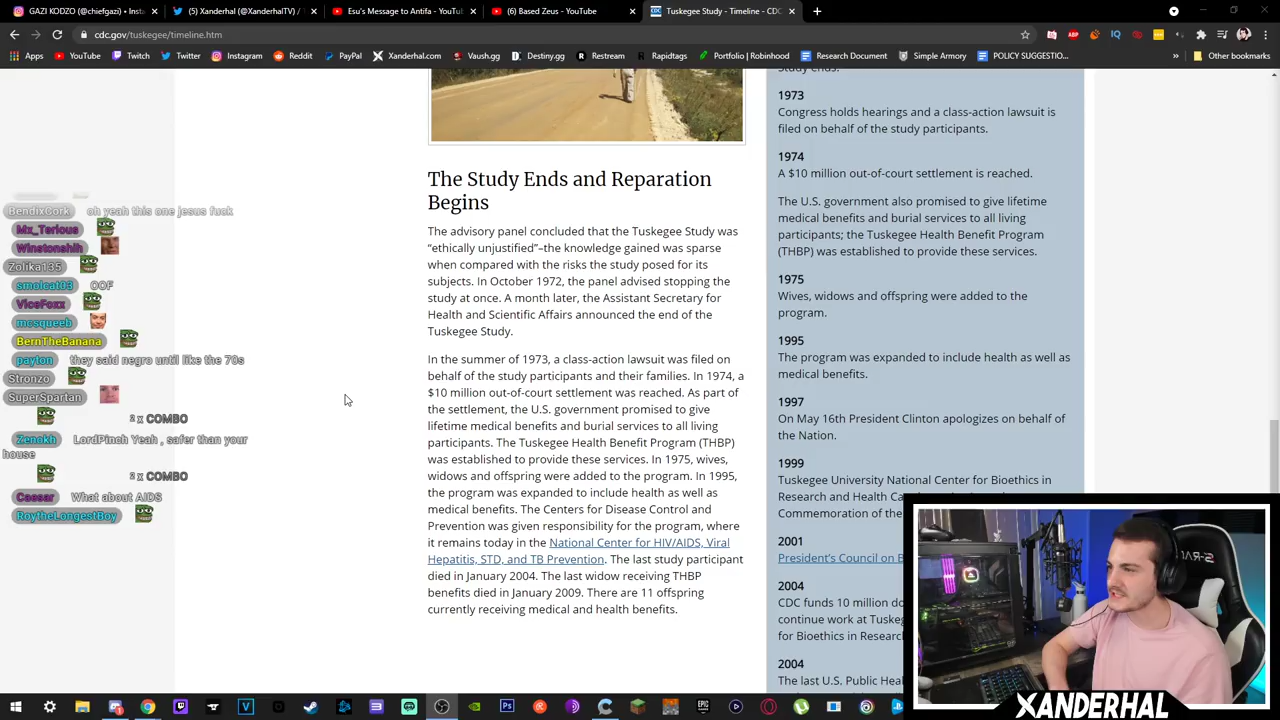 GAZI KODZO (@chiefgazi) • Insta
(5) Xanderhal (@XanderhalTV) /
Esu's Message to Antifa - YouTu
(6) Based Zeus - YouTube
Tuskegee Study - Timeline - CDC
cdc.gov/tuskegee/timeline.htm
Apps
YouTube
Twitch
Twitter
Instagram
Reddit
PayPal
Xanderhal.com
Vaush.gg
Destiny.gg
Restream
Rapidtags
Portfolio | Robinhood
Research Document
Simple Armory
POLICY SUGGESTIO...
»
Other bookmarks
BendixCork oh yeah this one jesus fuck
Mx_Terious
Winstonshih
Zolika135
smolcat03 OOF
ViceFoxx
mcsqueeb
BernTheBanana
payton they said negro until like the 70s
Stronzo
SuperSpartan
2 x COMBO
Zenokh LordPinch Yeah , safer than your
house
2 x COMBO
Caesar What about AIDS
RoytheLongestBoy
The Study Ends and Reparation
Begins
The advisory panel concluded that the Tuskegee Study was
“ethically unjustified”–the knowledge gained was sparse
when compared with the risks the study posed for its
subjects. In October 1972, the panel advised stopping the
study at once. A month later, the Assistant Secretary for
Health and Scientific Affairs announced the end of the
Tuskegee Study.
In the summer of 1973, a class-action lawsuit was filed on
behalf of the study participants and their families. In 1974, a
$10 million out-of-court settlement was reached. As part of
the settlement, the U.S. government promised to give
lifetime medical benefits and burial services to all living
participants. The Tuskegee Health Benefit Program (THBP)
was established to provide these services. In 1975, wives,
widows and offspring were added to the program. In 1995,
the program was expanded to include health as well as
medical benefits. The Centers for Disease Control and
Prevention was given responsibility for the program, where
it remains today in the National Center for HIV/AIDS, Viral
Hepatitis, STD, and TB Prevention. The last study participant
died in January 2004. The last widow receiving THBP
benefits died in January 2009. There are 11 offspring
currently receiving medical and health benefits.
study ends.
1973
Congress holds hearings and a class-action lawsuit is
filed on behalf of the study participants.
1974
A $10 million out-of-court settlement is reached.
The U.S. government also promised to give lifetime
medical benefits and burial services to all living
participants; the Tuskegee Health Benefit Program
(THBP) was established to provide these services.
1975
Wives, widows and offspring were added to the
program.
1995
The program was expanded to include health as well as
medical benefits.
1997
On May 16th President Clinton apologizes on behalf of
the Nation.
1999
Tuskegee University National Center for Bioethics in
Research and Health Ca
Commemoration of the
2001
President's Council on B
2004
CDC funds 10 million do
continue work at Tuske
for Bioethics in Researc
2004
The last U.S. Public Hea
XANDERHAL